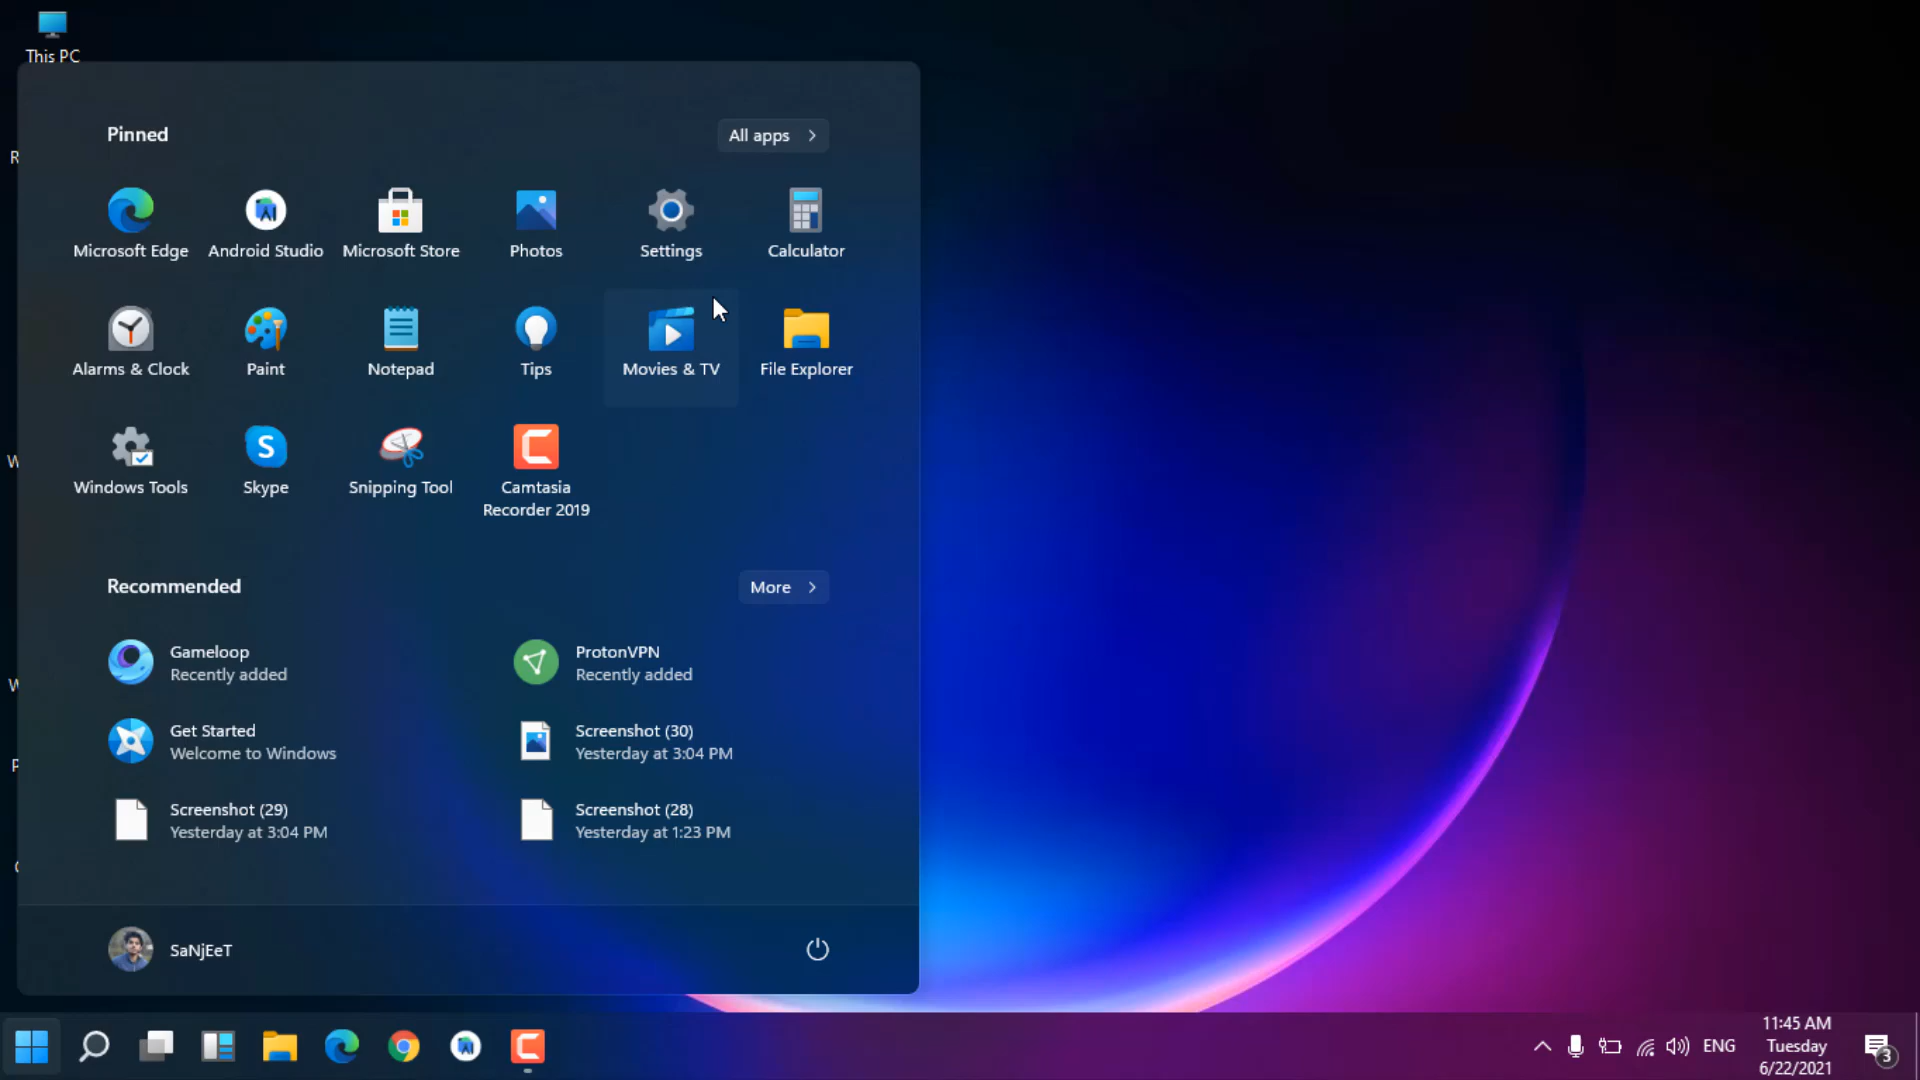 This PC
Pinned
All apps
Microsoft Edge
Android Studio
Microsoft Store
Photos
Settings
Calculator
Alarms & Clock
Paint
Notepad
Tips
Movies & TV
File Explorer
Windows Tools
Skype
Snipping Tool
Camtasia
Recorder 2019
Recommended
More
Gameloop
Recently added
ProtonVPN
Recently added
Get Started
Welcome to Windows
Screenshot (30)
Yesterday at 3:04 PM
Screenshot (29)
Yesterday at 3:04 PM
Screenshot (28)
Yesterday at 1:23 PM
SaNjEeT
ENG
11:45 AM
Tuesday
6/22/2021
3